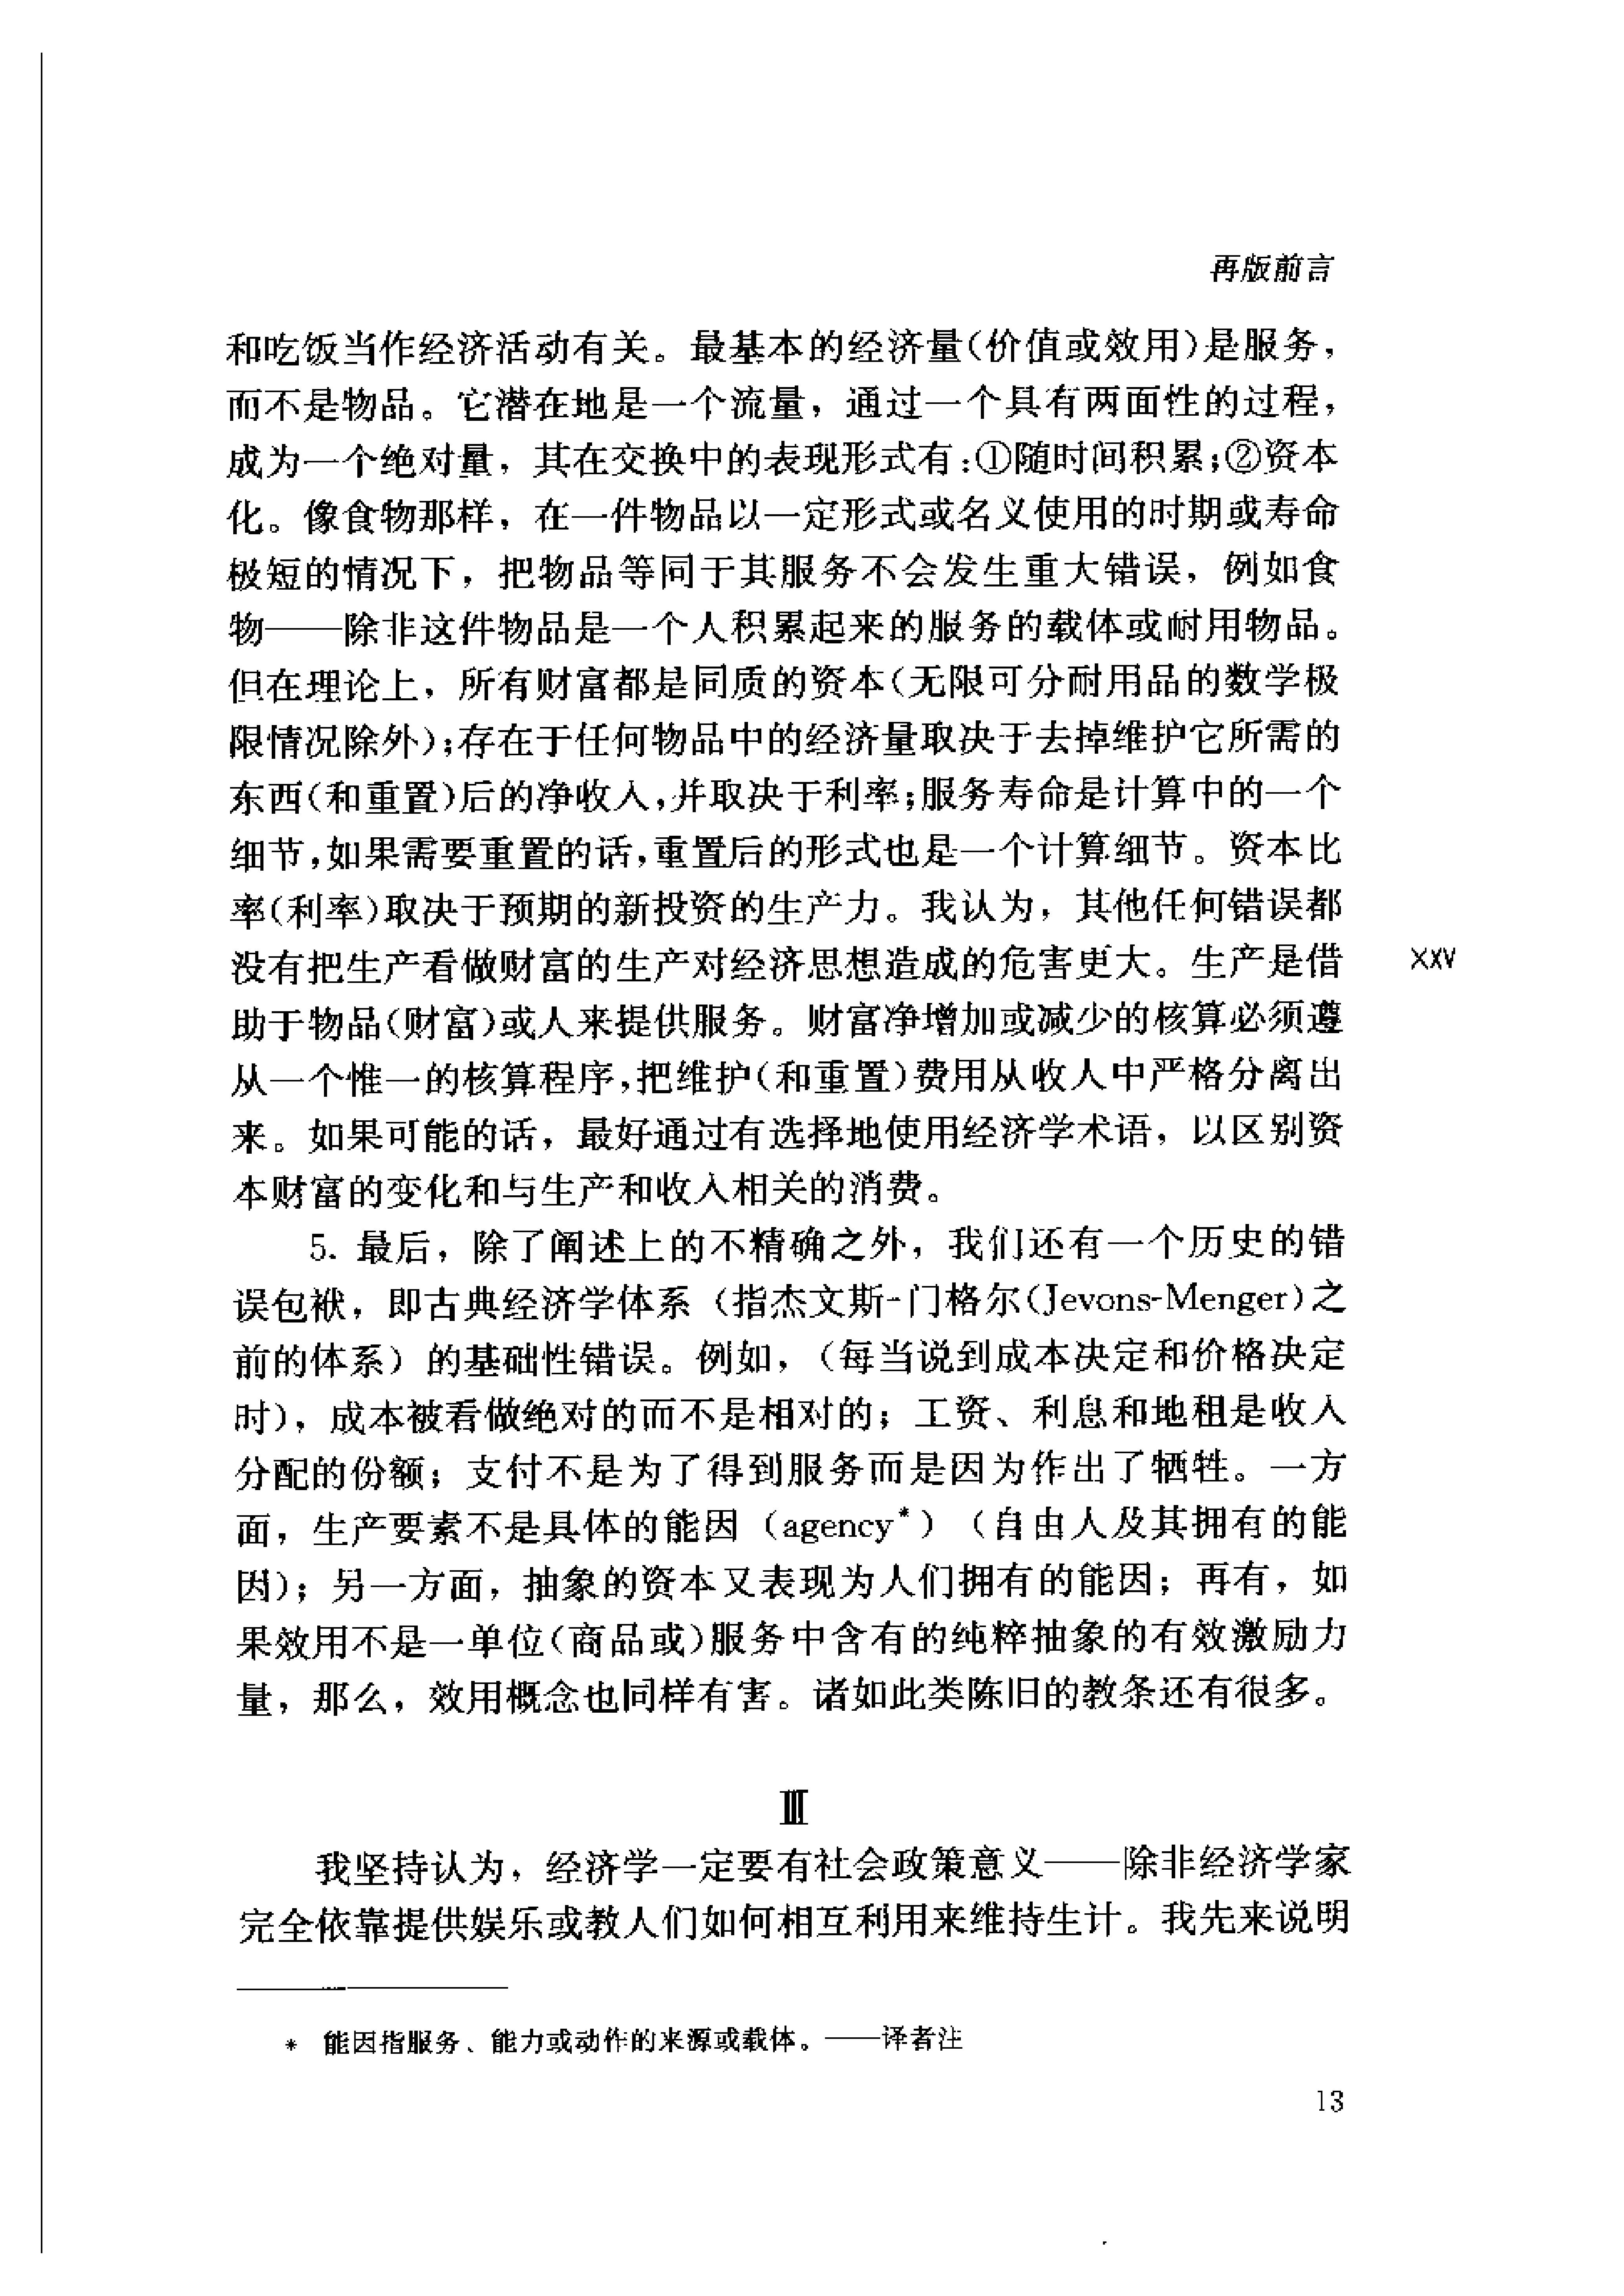 再版前言
和吃饭当作经济活动有关。最基本的经济量(价值或效用)是服务，
而不是物品。它潜在地是一个流量，通过一个具有两面性的过程，
成为一个绝对量，其在交换中的表现形式有:①随时间积累;②资本
化。像食物那样，在一件物品以一定形式或名义使用的时期或寿命
极短的情况下，把物品等同于其服务不会发生重大错误，例如食
物——除非这件物品是一个人积累起来的服务的载体或耐用物品。
但在理论上，所有财富都是同质的资本(无限可分耐用品的数学极
限情况除外);存在于任何物品中的经济量取决于去掉维护它所需的
东西(和重置)后的净收入,并取决于利率;服务寿命是计算中的一个
细节,如果需要重置的话,重置后的形式也是一个计算细节。资本比
率(利率)取决于预期的新投资的生产力。我认为，其他任何错误都
没有把生产看做财富的生产对经济思想造成的危害更大。生产是借
XXV
助于物品(财富)或人来提供服务。财富净增加或减少的核算必须遵
从一个惟一的核算程序,把维护(和重置)费用从收入中严格分离出
来。如果可能的话，最好通过有选择地使用经济学术语，以区别资
本财富的变化和与生产和收入相关的消费。
5. 最后，除了阐述上的不精确之外，我们还有一个历史的错
误包袱，即古典经济学体系（指杰文斯-门格尔(Jevons-Menger)之
前的体系）的基础性错误。例如，（每当说到成本决定和价格决定
时），成本被看做绝对的而不是相对的；工资、利息和地租是收入
分配的份额；支付不是为了得到服务而是因为作出了牺牲。一方
面，生产要素不是具体的能因（agency*）（自由人及其拥有的能
因）；另一方面，抽象的资本又表现为人们拥有的能因；再有，如
果效用不是一单位(商品或)服务中含有的纯粹抽象的有效激励力
量，那么，效用概念也同样有害。诸如此类陈旧的教条还有很多。
Ⅲ
我坚持认为，经济学一定要有社会政策意义——除非经济学家
完全依靠提供娱乐或教人们如何相互利用来维持生计。我先来说明
* 能因指服务、能力或动作的来源或载体。——译者注
13